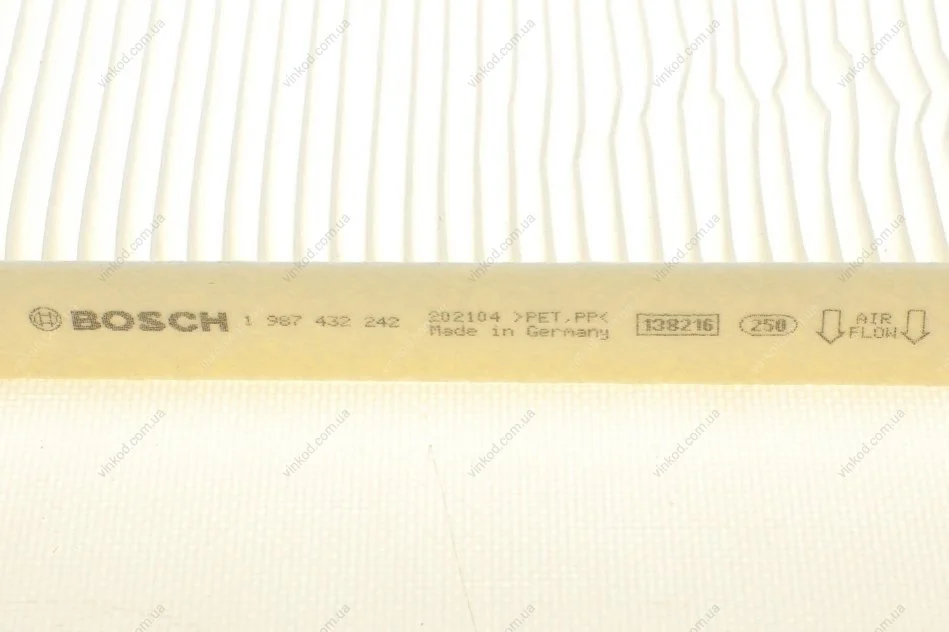 BOSCH 1 987 432 242
202104 >PET,PP<
Made in Germany
138216
250
AIR
FLOW
vinkod.com.ua